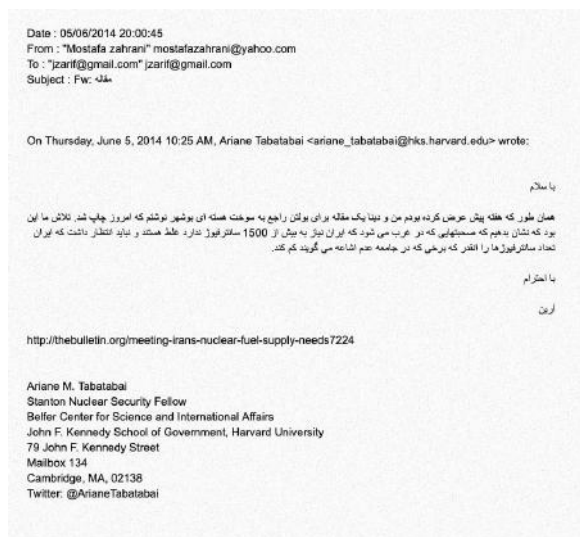 Date : 05/06/2014 20:00:45
From : "Mostafa zahrani" mostafazahrani@yahoo.com
To : "jzarif@gmail.com" jzarif@gmail.com
Subject : Fw: مقاله
On Thursday, June 5, 2014 10:25 AM, Ariane Tabatabai <ariane_tabatabai@hks.harvard.edu> wrote:
با سلام
همان طور که هفته پیش عرض کرده بودم من و دینا یک مقاله برای بولتن راجع به سوخت هسته ای بوشهر نوشتم که امروز چاپ شد. تلاش ما این
بود که نشان بدهیم که صحبتهایی که در غرب می شود که ایران نیاز به بیش از 1500 سانترفیوژ ندارد غلط هستند و نباید انتظار داشت که ایران
تعداد سانترفیوژها را انقدر که برخی که در جامعه عدم اشاعه می گویند کم کند.
با احترام
آرین
http://thebulletin.org/meeting-irans-nuclear-fuel-supply-needs7224
Ariane M. Tabatabai
Stanton Nuclear Security Fellow
Belfer Center for Science and International Affairs
John F. Kennedy School of Government, Harvard University
79 John F. Kennedy Street
Mailbox 134
Cambridge, MA, 02138
Twitter: @ArianeTabatabai